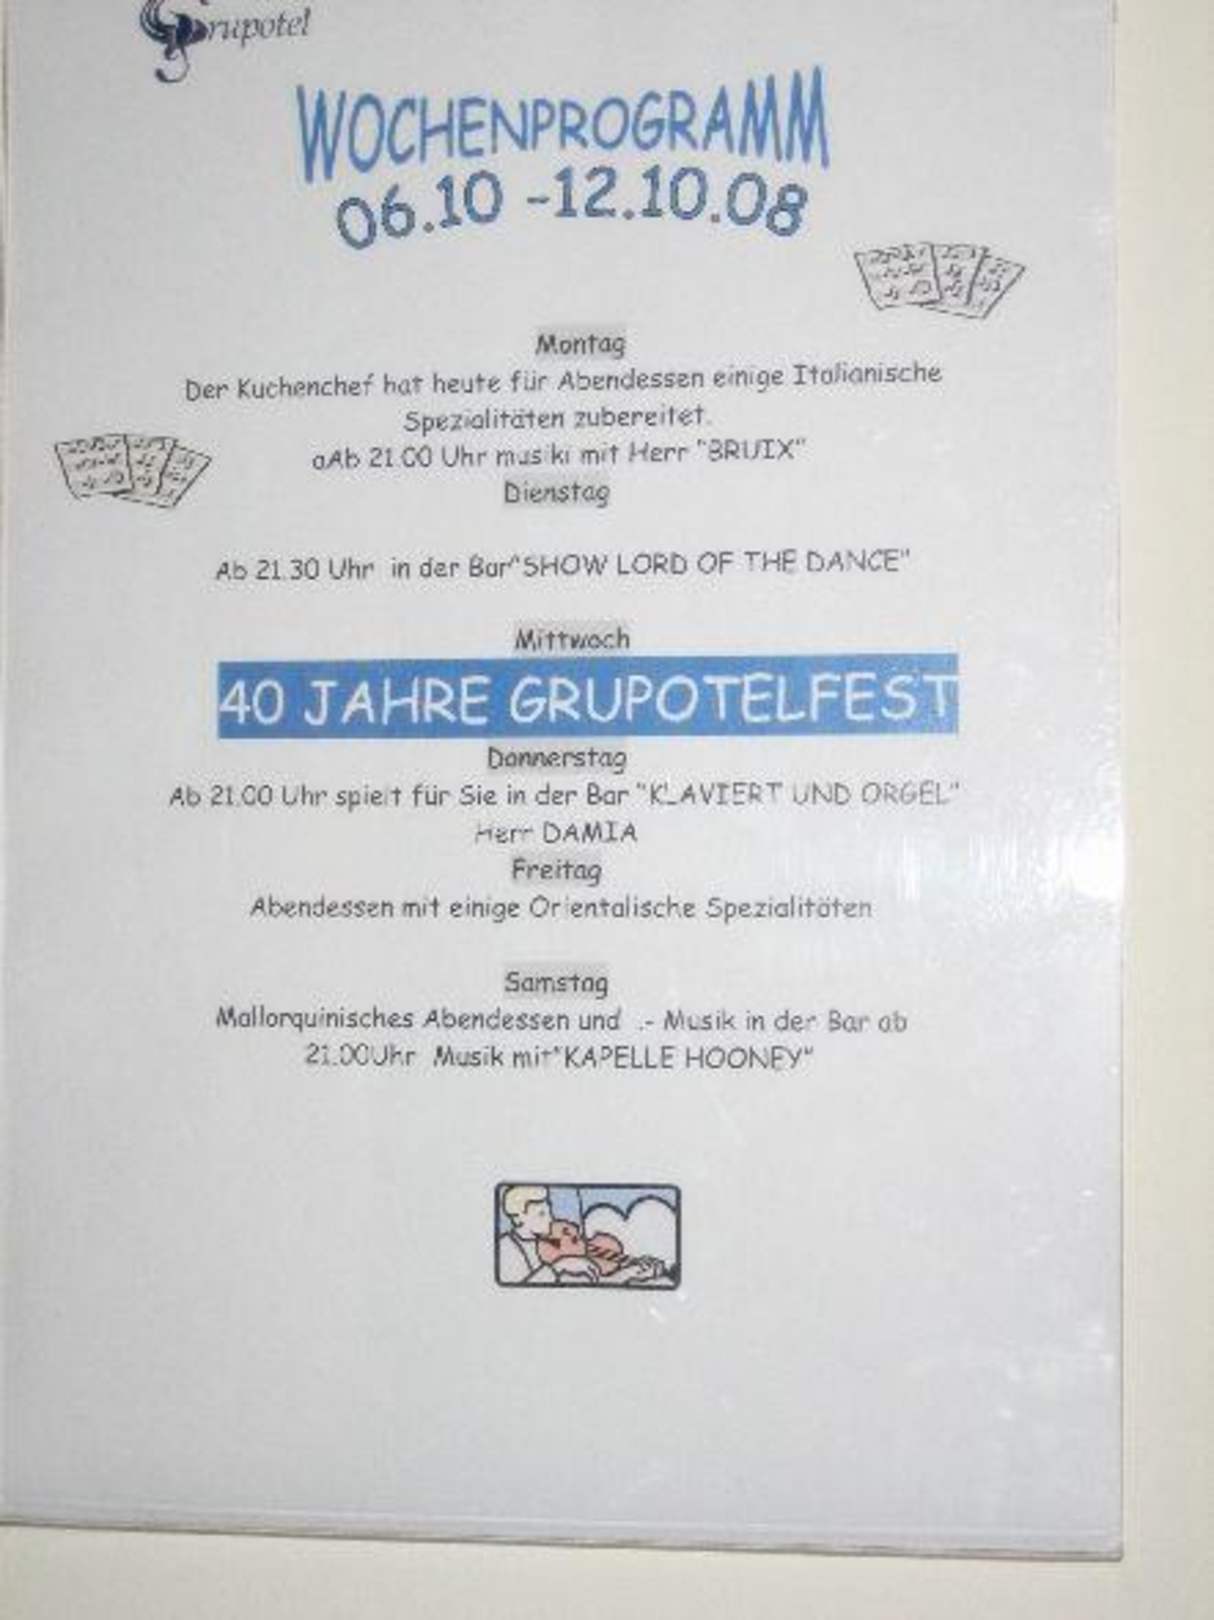 Grupotel
WOCHENPROGRAMM
06.10 -12.10.08
Montag
Der Kuchenchef hat heute für Abendessen einige Italianische
Spezialitäten zubereitet.
aAb 21.00 Uhr musiki mit Herr "BRUIX"
Dienstag
Ab 21.30 Uhr in der Bar"SHOW LORD OF THE DANCE"
Mittwoch
40 JAHRE GRUPOTELFEST
Donnerstag
Ab 21.00 Uhr spielt für Sie in der Bar "KLAVIERT UND ORGEL"
Herr DAMIA
Freitag
Abendessen mit einige Orientalische Spezialitäten
Samstag
Mallorquinisches Abendessen und .- Musik in der Bar ab
21.00Uhr Musik mit"KAPELLE HOONEY"